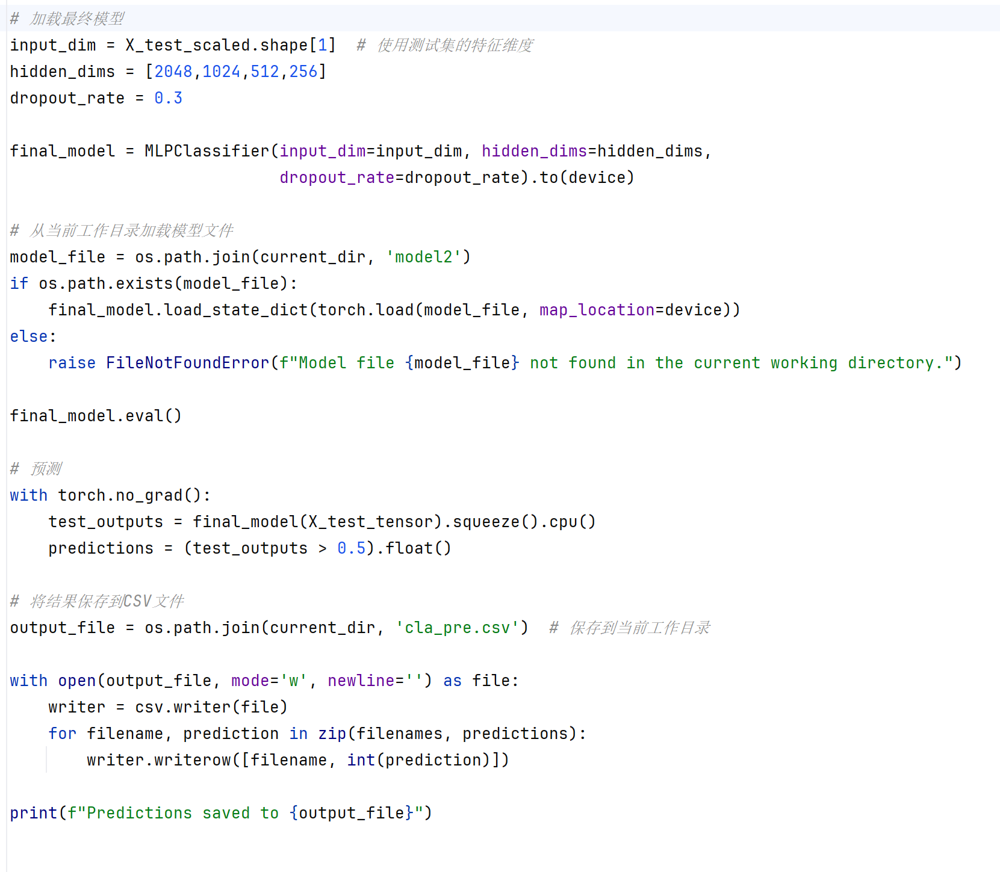 # 加载最终模型
input_dim = X_test_scaled.shape[1]  # 使用测试集的特征维度
hidden_dims = [2048,1024,512,256]
dropout_rate = 0.3
final_model = MLPClassifier(input_dim=input_dim, hidden_dims=hidden_dims,
                            dropout_rate=dropout_rate).to(device)
# 从当前工作目录加载模型文件
model_file = os.path.join(current_dir, 'model2')
if os.path.exists(model_file):
    final_model.load_state_dict(torch.load(model_file, map_location=device))
else:
    raise FileNotFoundError(f"Model file {model_file} not found in the current working directory.")
final_model.eval()
# 预测
with torch.no_grad():
    test_outputs = final_model(X_test_tensor).squeeze().cpu()
    predictions = (test_outputs > 0.5).float()
# 将结果保存到CSV文件
output_file = os.path.join(current_dir, 'cla_pre.csv')  # 保存到当前工作目录
with open(output_file, mode='w', newline='') as file:
    writer = csv.writer(file)
    for filename, prediction in zip(filenames, predictions):
        writer.writerow([filename, int(prediction)])
print(f"Predictions saved to {output_file}")